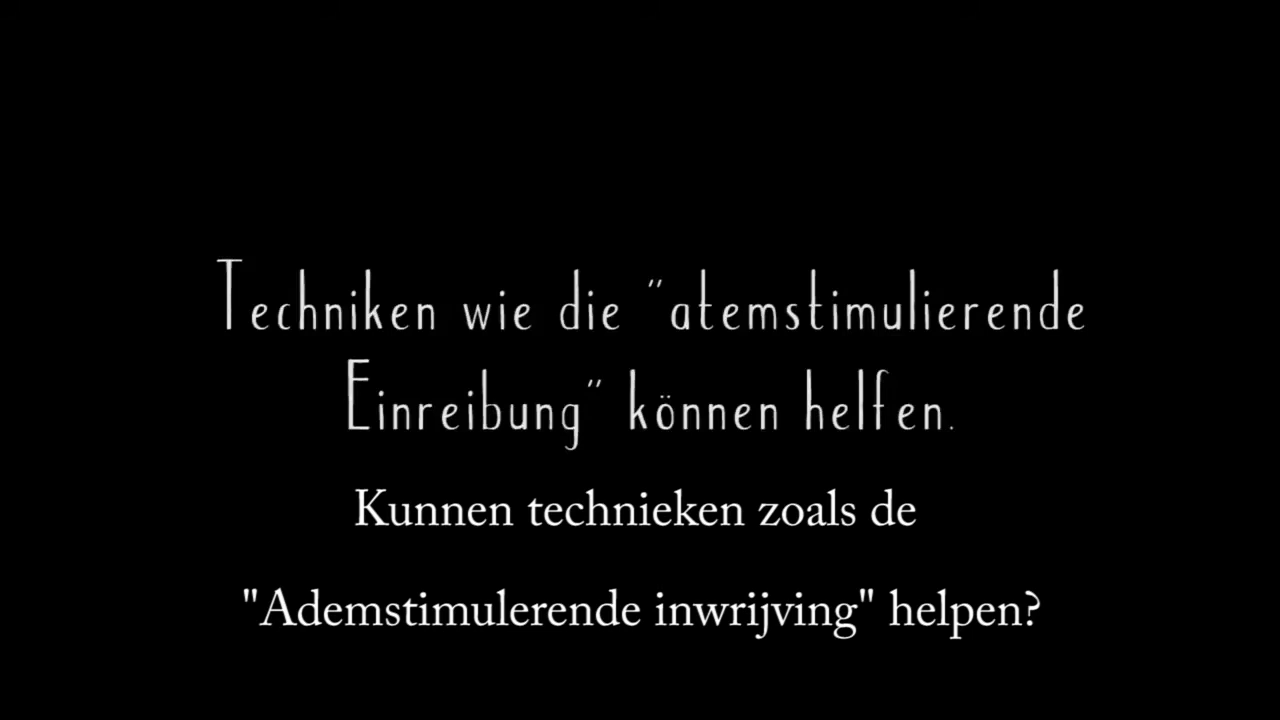 Techniken wie die "atemstimulierende
Einreibung" können helfen.
Kunnen technieken zoals de
"Ademstimulerende inwrijving" helpen?